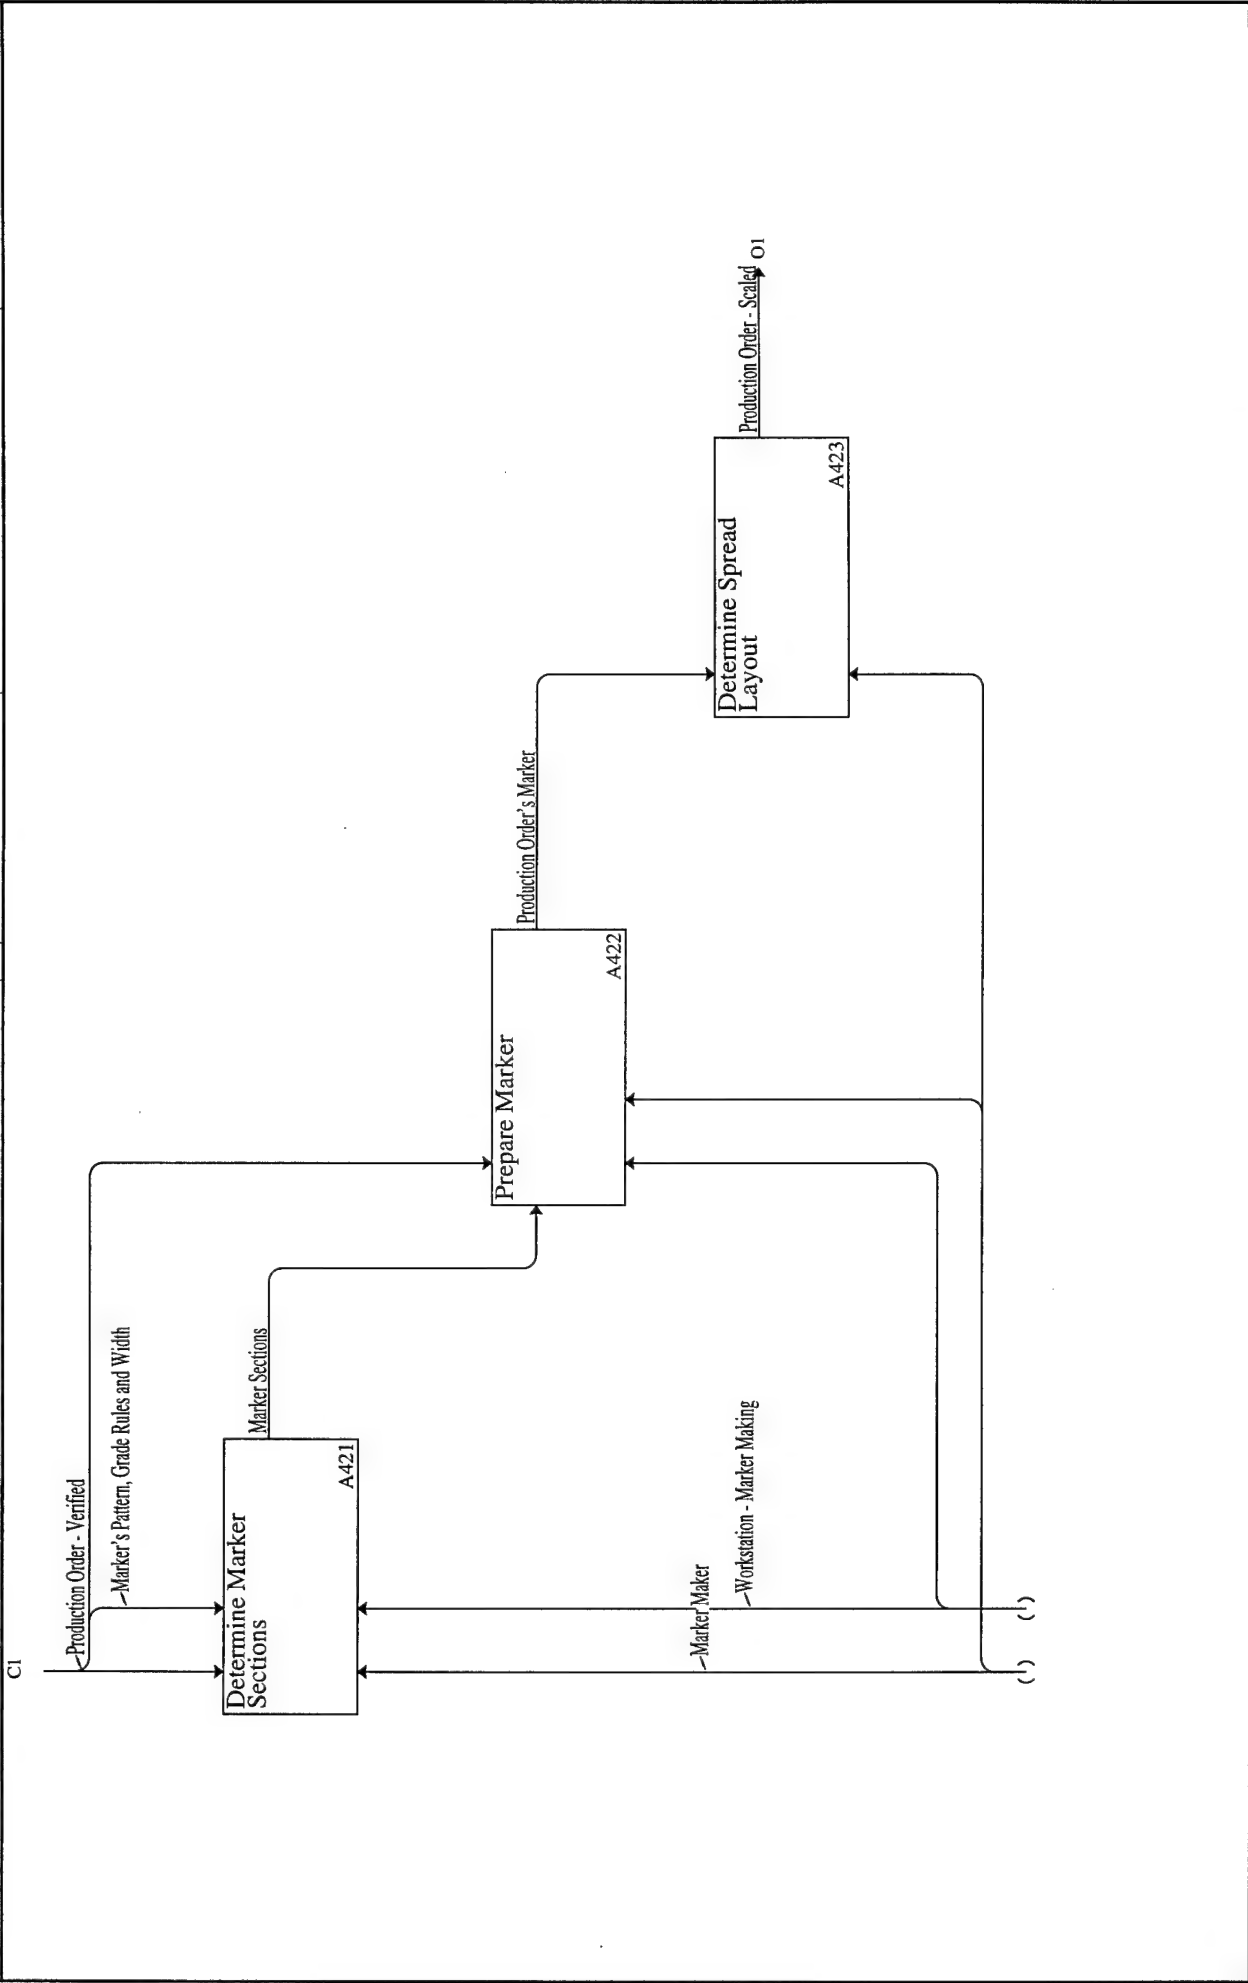 C1
Production Order - Verified
Marker's Pattern, Grade Rules and Width
Determine Marker
Sections
A421
Marker Sections
Prepare Marker
A422
Production Order's Marker
Determine Spread
Layout
A423
Production Order - Scaled
O1
Marker Maker
Workstation - Marker Making
( )
( )